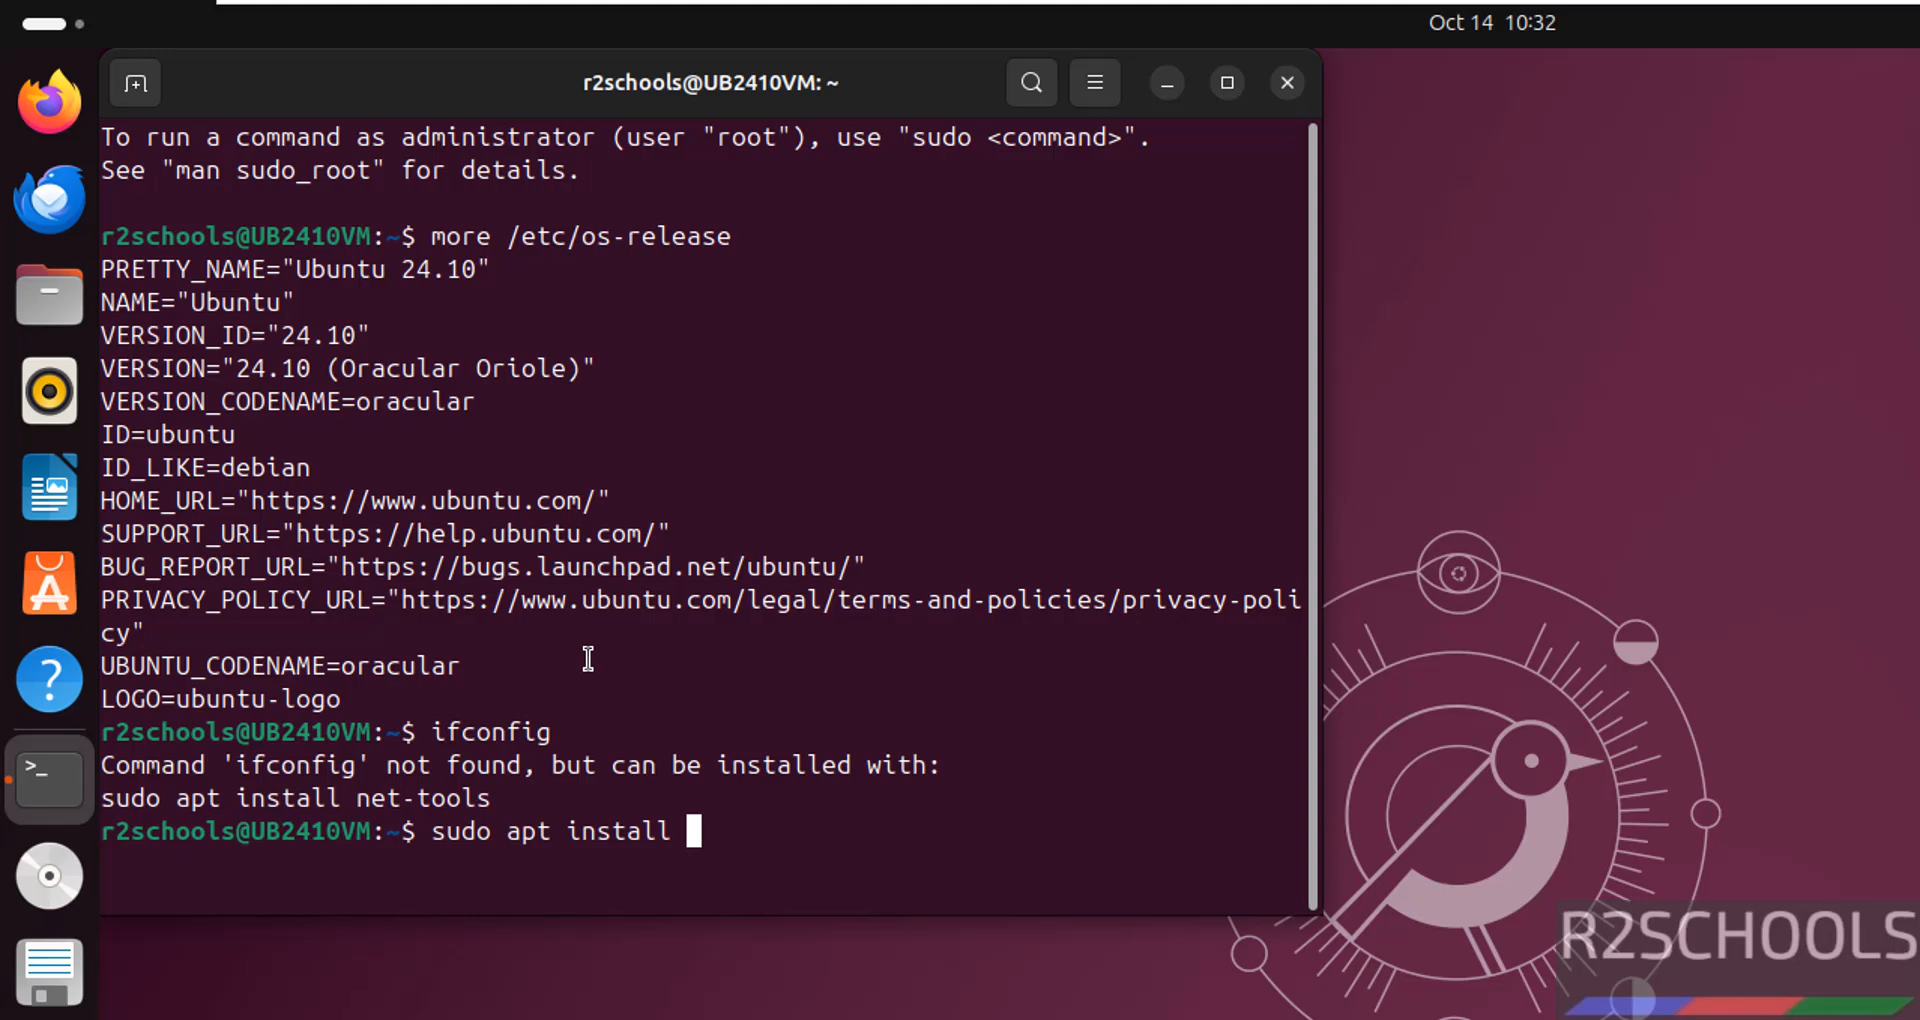 Oct 14 10:32
r2schools@UB2410VM: ~
To run a command as administrator (user "root"), use "sudo <command>".
See "man sudo_root" for details.
r2schools@UB2410VM:~$ more /etc/os-release
PRETTY_NAME="Ubuntu 24.10"
NAME="Ubuntu"
VERSION_ID="24.10"
VERSION="24.10 (Oracular Oriole)"
VERSION_CODENAME=oracular
ID=ubuntu
ID_LIKE=debian
HOME_URL="https://www.ubuntu.com/"
SUPPORT_URL="https://help.ubuntu.com/"
BUG_REPORT_URL="https://bugs.launchpad.net/ubuntu/"
PRIVACY_POLICY_URL="https://www.ubuntu.com/legal/terms-and-policies/privacy-poli
cy"
UBUNTU_CODENAME=oracular
LOGO=ubuntu-logo
r2schools@UB2410VM:~$ ifconfig
Command 'ifconfig' not found, but can be installed with:
sudo apt install net-tools
r2schools@UB2410VM:~$ sudo apt install
R2SCHOOLS